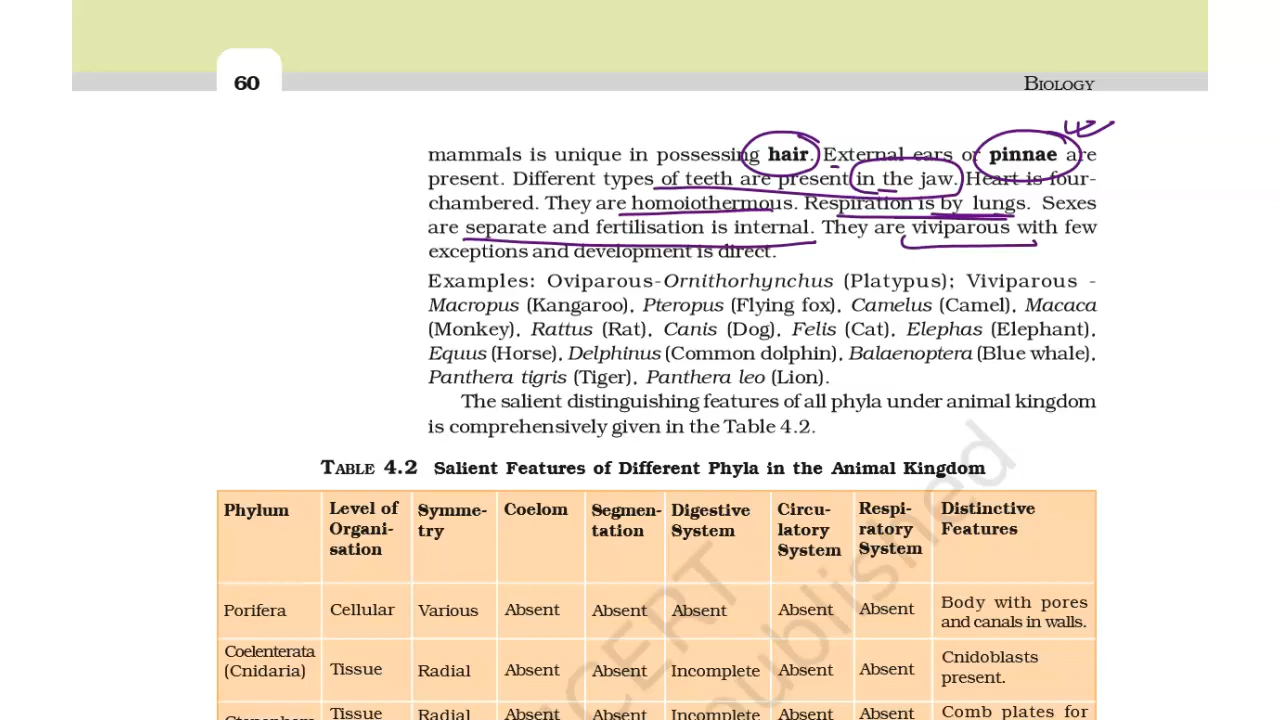 60
BIOLOGY
mammals is unique in possessing hair. External ears or pinnae are
present. Different types of teeth are present in the jaw. Heart is four-
chambered. They are homoiothermous. Respiration is by lungs. Sexes
are separate and fertilisation is internal. They are viviparous with few
exceptions and development is direct.
Examples: Oviparous-Ornithorhynchus (Platypus); Viviparous -
Macropus (Kangaroo), Pteropus (Flying fox), Camelus (Camel), Macaca
(Monkey), Rattus (Rat), Canis (Dog), Felis (Cat), Elephas (Elephant),
Equus (Horse), Delphinus (Common dolphin), Balaenoptera (Blue whale),
Panthera tigris (Tiger), Panthera leo (Lion).
The salient distinguishing features of all phyla under animal kingdom
is comprehensively given in the Table 4.2.
TABLE 4.2 Salient Features of Different Phyla in the Animal Kingdom
Phylum Level of Organi- sation Symme- try Coelom Segmen- tation Digestive System Circu- latory System Respi- ratory System Distinctive Features
Porifera Cellular Various Absent Absent Absent Absent Absent Body with pores and canals in walls.
Coelenterata (Cnidaria) Tissue Radial Absent Absent Incomplete Absent Absent Cnidoblasts present.
Tissue Radial Absent Absent Incomplete Absent Absent Comb plates for